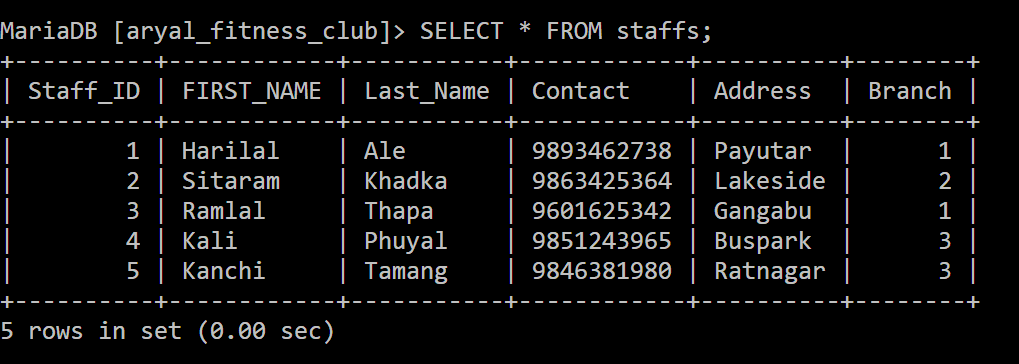 MariaDB [aryal_fitness_club]> SELECT * FROM staffs;
+----------+------------+-----------+------------+----------+--------+
| Staff_ID | FIRST_NAME | Last_Name | Contact    | Address  | Branch |
+----------+------------+-----------+------------+----------+--------+
|        1 | Harilal    | Ale       | 9893462738 | Payutar  |      1 |
|        2 | Sitaram    | Khadka    | 9863425364 | Lakeside |      2 |
|        3 | Ramlal     | Thapa     | 9601625342 | Gangabu  |      1 |
|        4 | Kali       | Phuyal    | 9851243965 | Buspark  |      3 |
|        5 | Kanchi     | Tamang    | 9846381980 | Ratnagar |      3 |
+----------+------------+-----------+------------+----------+--------+
5 rows in set (0.00 sec)